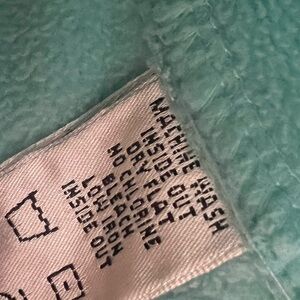 MACHINE WASH
INSIDE OUT
DRY FLAT
NO CHLORINE
BLEACH
LOW IRON
INSIDE OUT